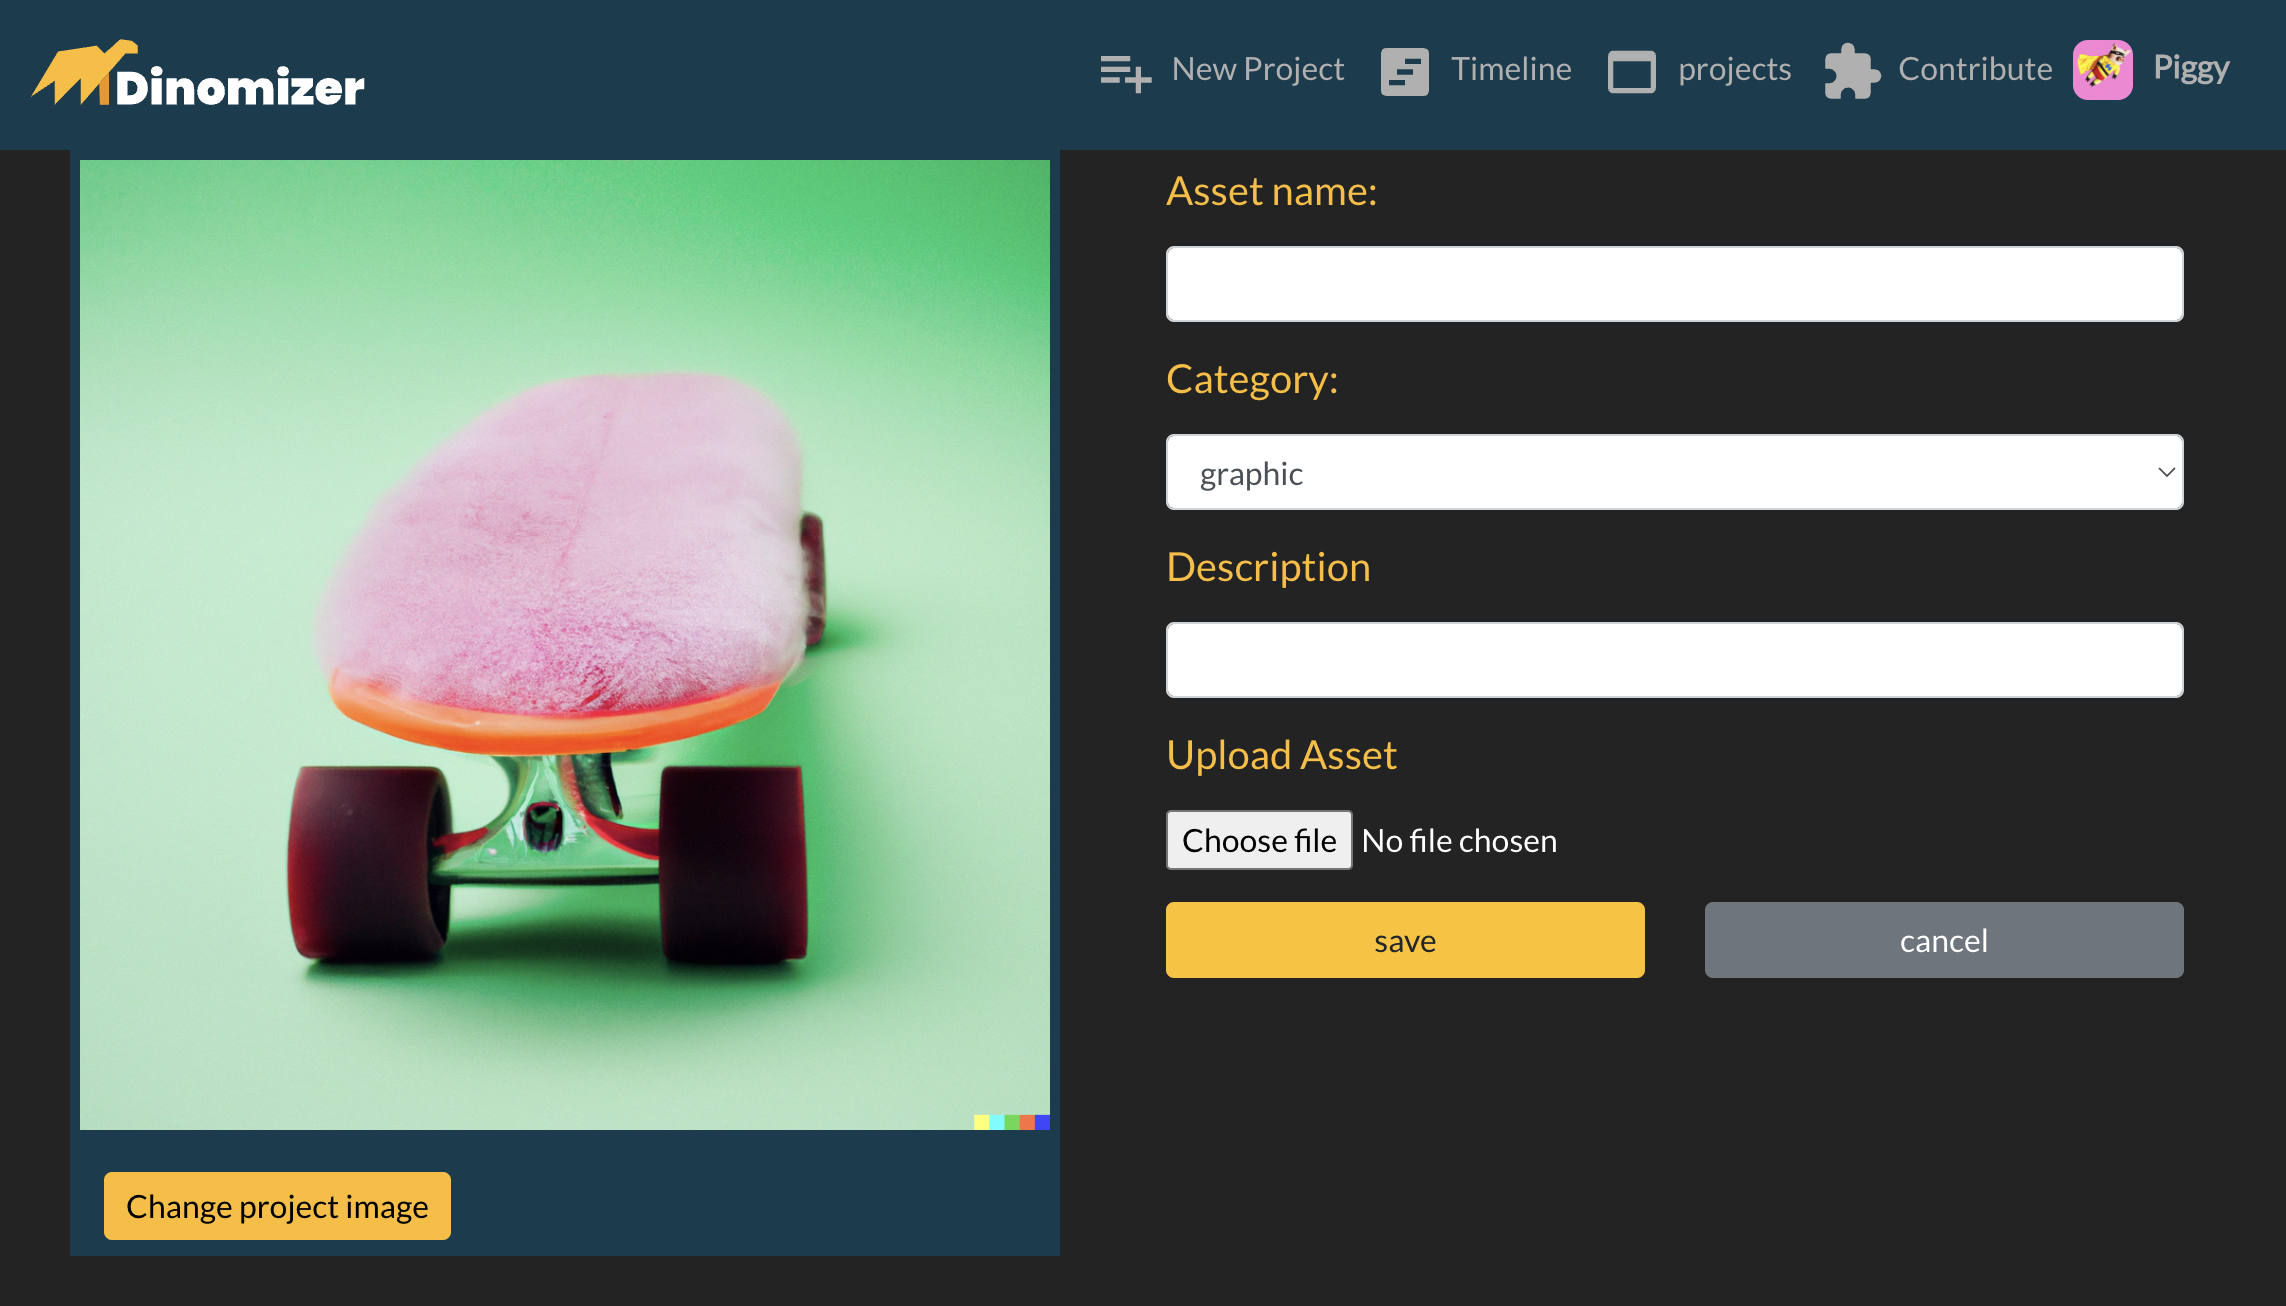 Dinomizer
New Project
Timeline
projects
Contribute
Piggy
Asset name:
Category:
graphic
Description
Upload Asset
Choose file No file chosen
save
cancel
Change project image